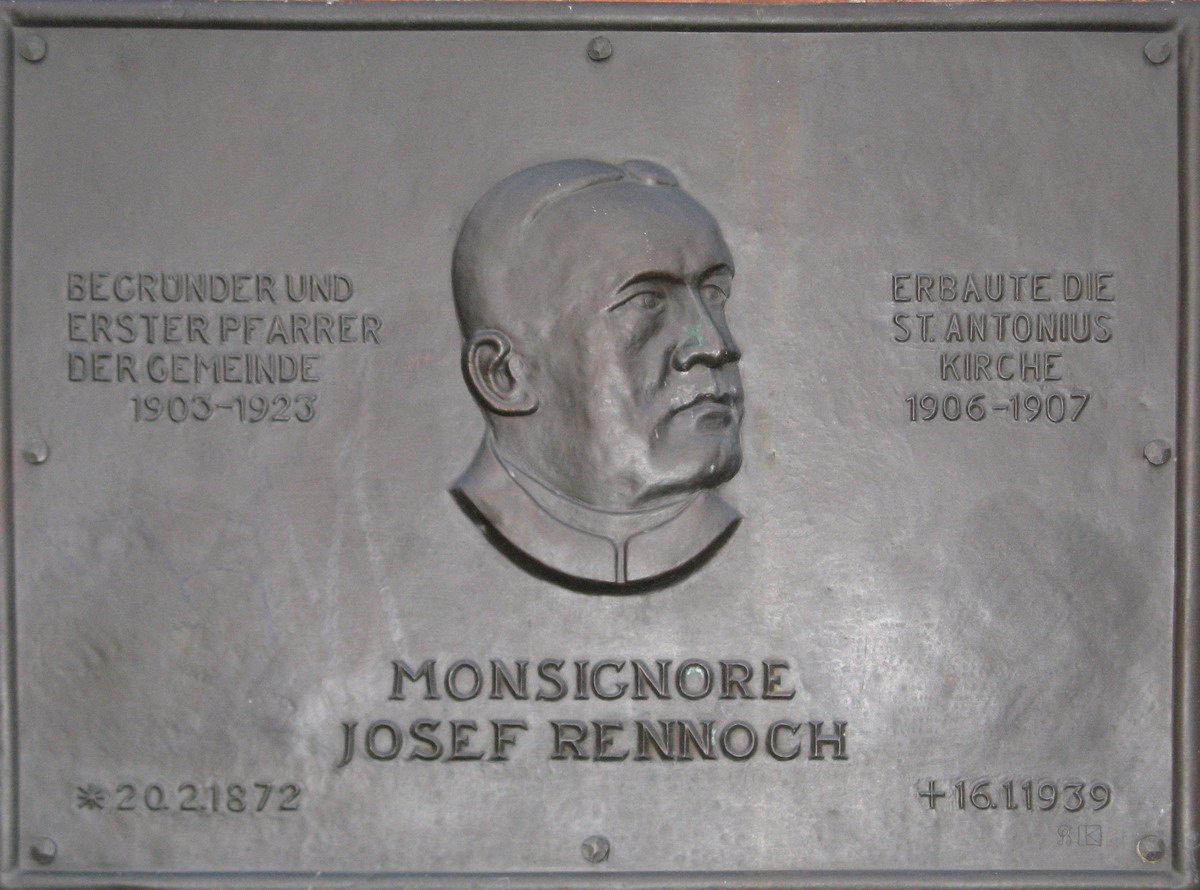 BEGRÜNDER UND
ERSTER PFARRER
DER GEMEINDE
1903-1923
ERBAUTE DIE
ST. ANTONIUS
KIRCHE
1906-1907
MONSIGNORE
JOSEF RENNOCH
*20.2.1872
+16.1.1939